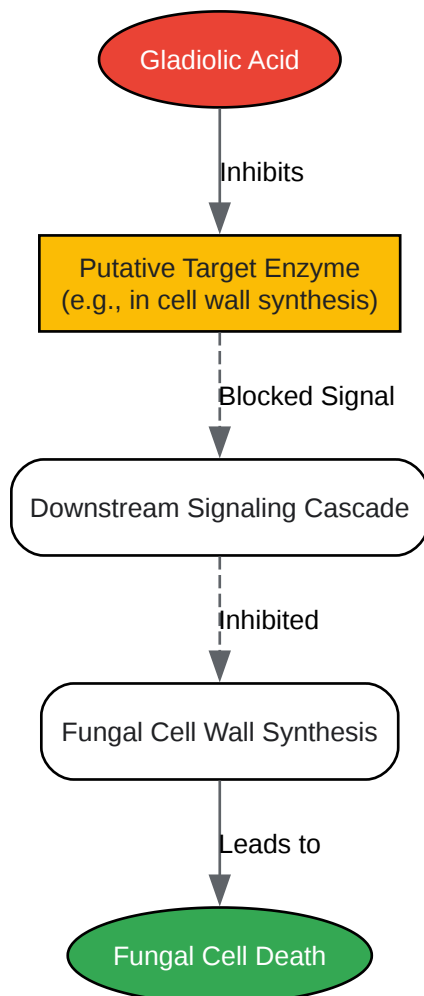 Gladiolic Acid
Inhibits
Putative Target Enzyme
(e.g., in cell wall synthesis)
Blocked Signal
Downstream Signaling Cascade
Inhibited
Fungal Cell Wall Synthesis
Leads to
Fungal Cell Death